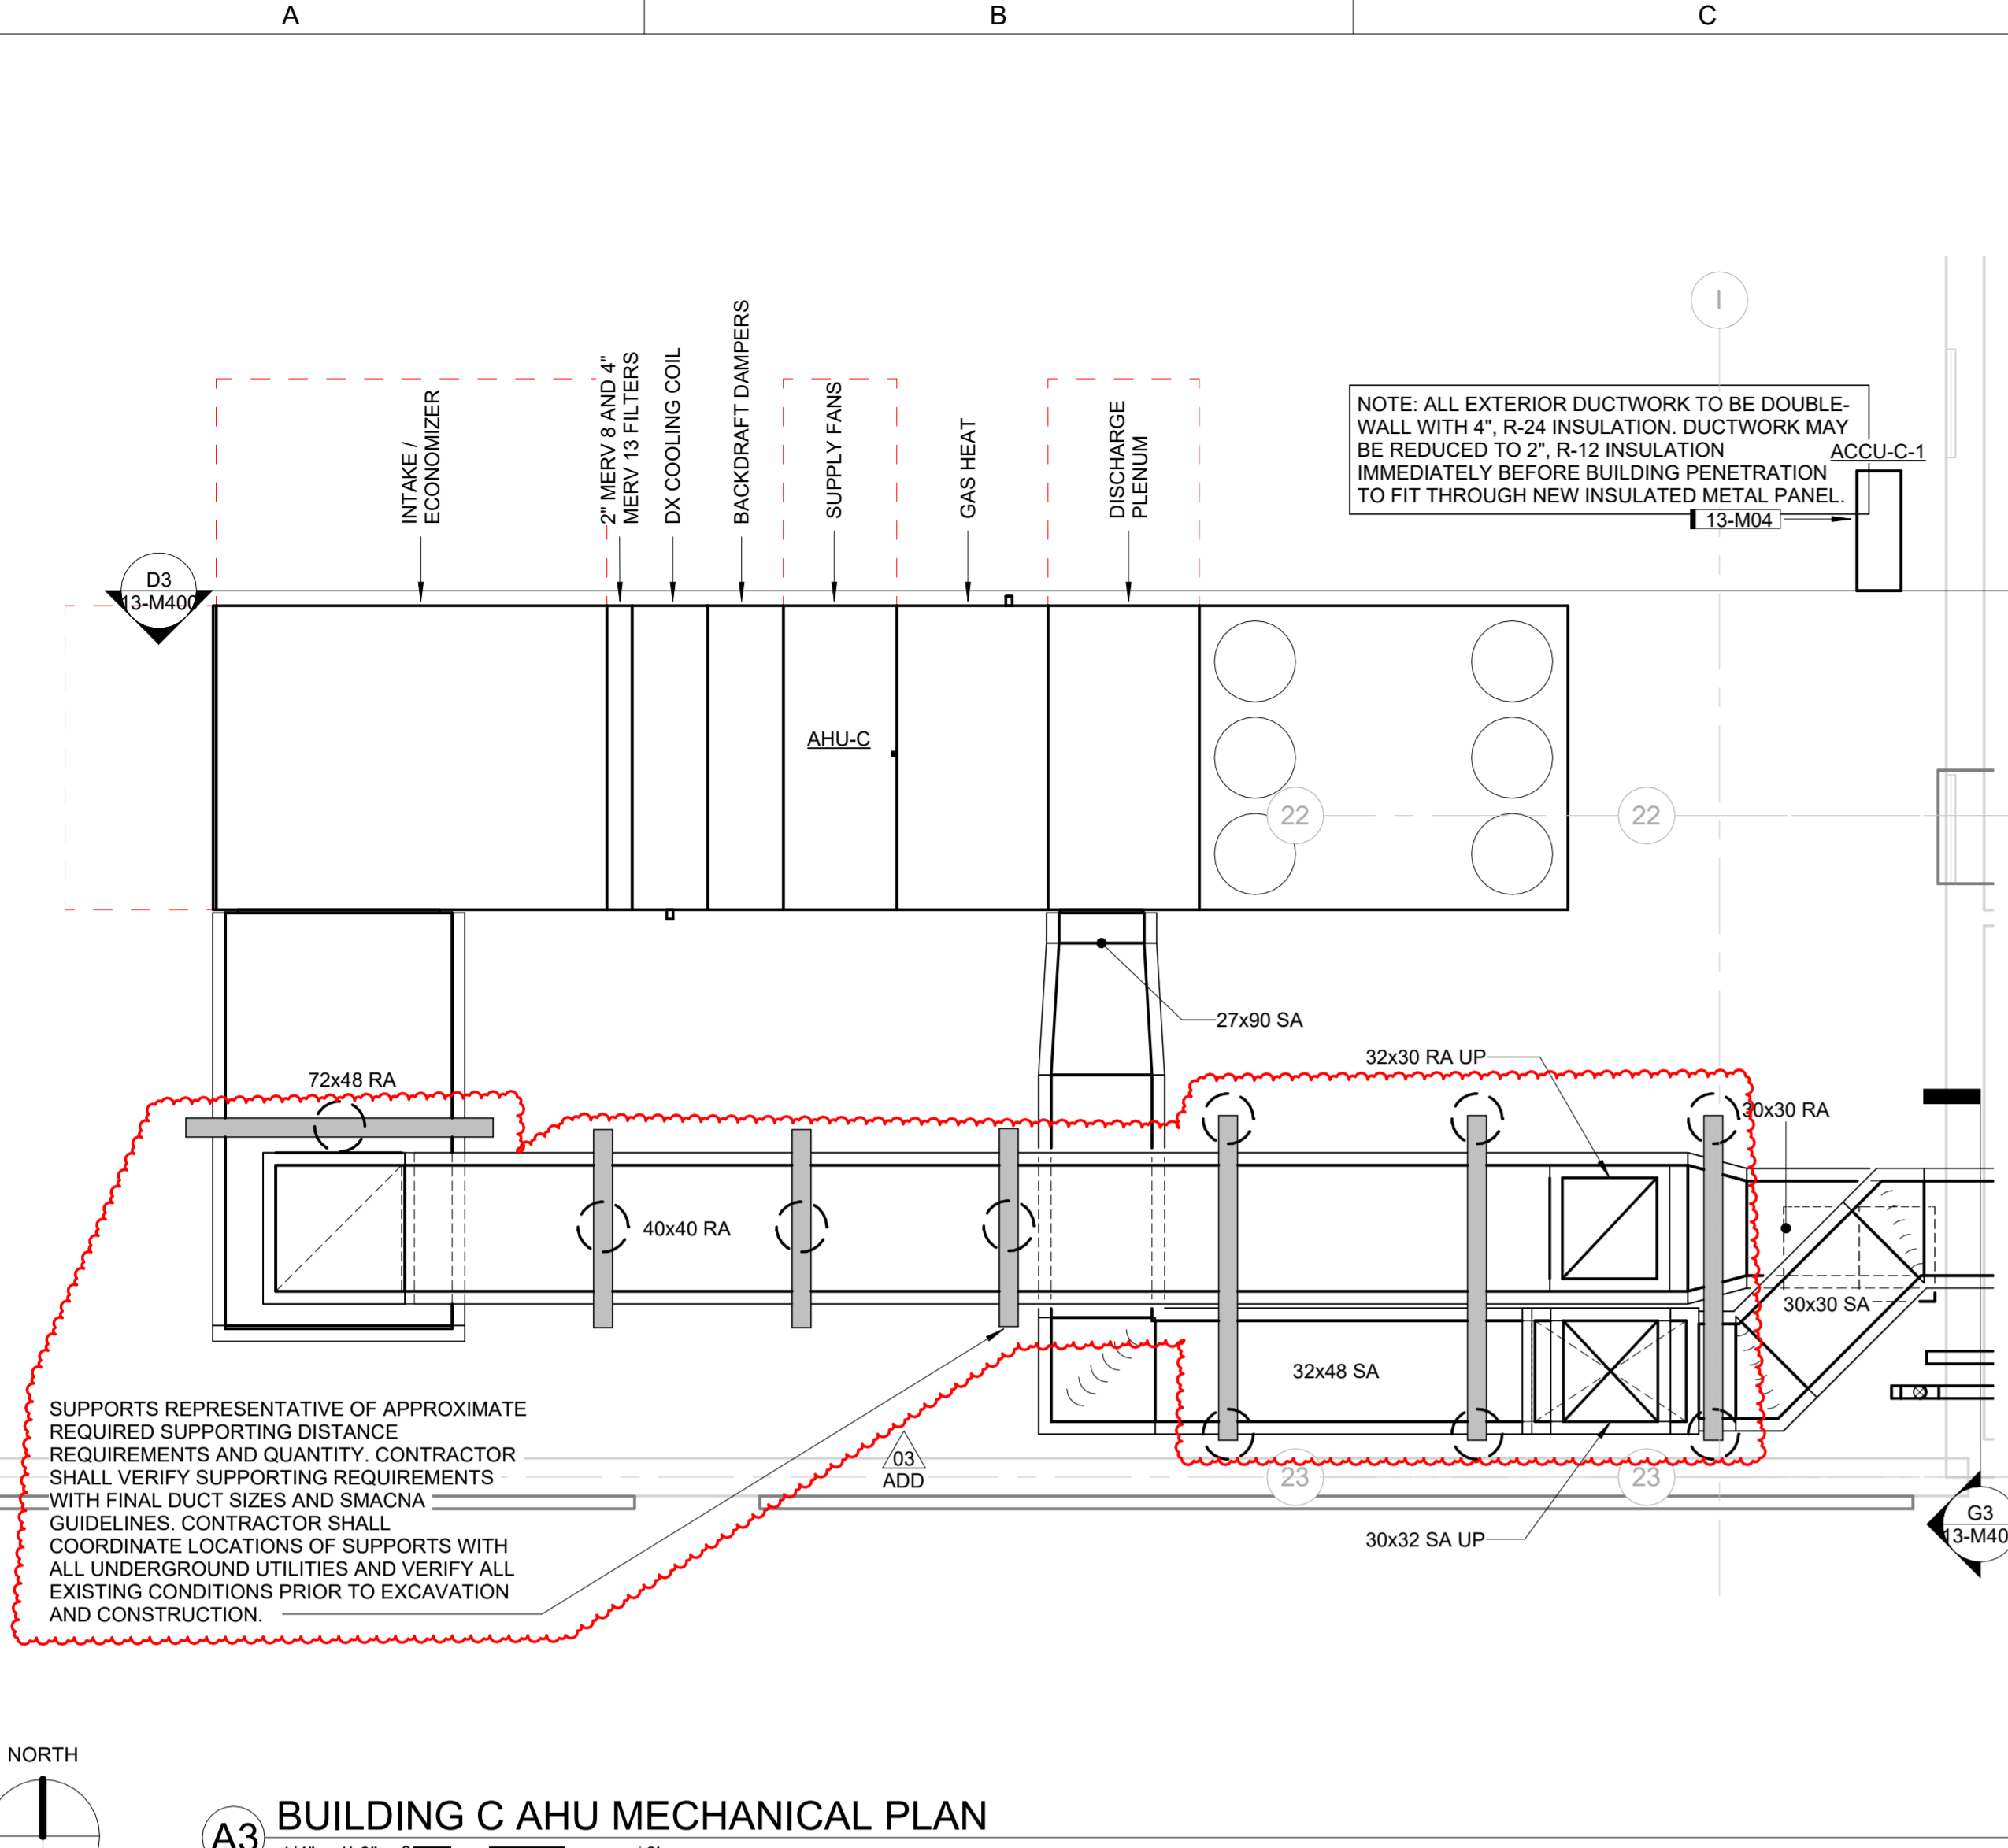 A
B
C
I
INTAKE /
ECONOMIZER
2" MERV 8 AND 4"
MERV 13 FILTERS
DX COOLING COIL
BACKDRAFT DAMPERS
SUPPLY FANS
GAS HEAT
DISCHARGE
PLENUM
NOTE: ALL EXTERIOR DUCTWORK TO BE DOUBLE-
WALL WITH 4", R-24 INSULATION. DUCTWORK MAY
BE REDUCED TO 2", R-12 INSULATION
IMMEDIATELY BEFORE BUILDING PENETRATION
TO FIT THROUGH NEW INSULATED METAL PANEL.
ACCU-C-1
13-M04
D3
13-M400
AHU-C
22
22
27x90 SA
32x30 RA UP
72x48 RA
30x30 RA
40x40 RA
30x30 SA
32x48 SA
SUPPORTS REPRESENTATIVE OF APPROXIMATE
REQUIRED SUPPORTING DISTANCE
REQUIREMENTS AND QUANTITY. CONTRACTOR
SHALL VERIFY SUPPORTING REQUIREMENTS
WITH FINAL DUCT SIZES AND SMACNA
GUIDELINES. CONTRACTOR SHALL
COORDINATE LOCATIONS OF SUPPORTS WITH
ALL UNDERGROUND UTILITIES AND VERIFY ALL
EXISTING CONDITIONS PRIOR TO EXCAVATION
AND CONSTRUCTION.
03
ADD
23
23
30x32 SA UP
G3
13-M40
NORTH
A3
BUILDING C AHU MECHANICAL PLAN